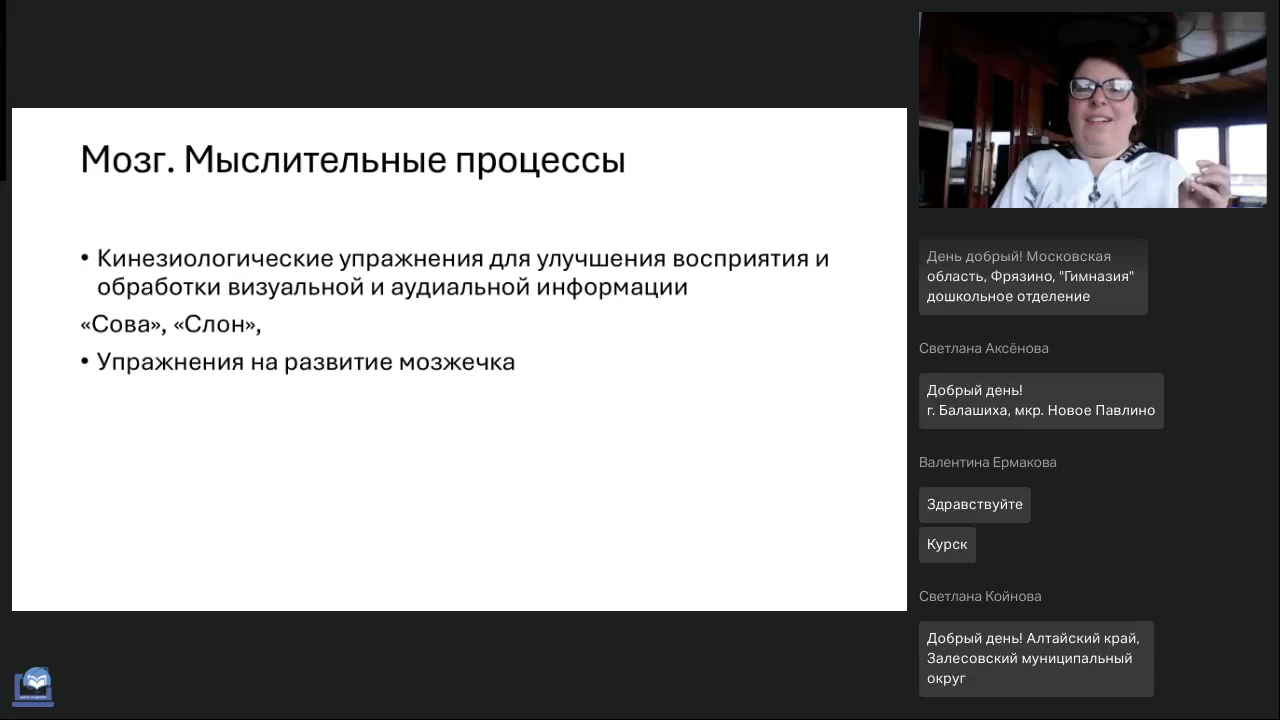 Мозг. Мыслительные процессы
• Кинезиологические упражнения для улучшения восприятия и
обработки визуальной и аудиальной информации
«Сова», «Слон»,
• Упражнения на развитие мозжечка
День добрый! Московская
область, Фрязино, "Гимназия"
дошкольное отделение
Светлана Аксёнова
Добрый день!
г. Балашиха, мкр. Новое Павлино
Валентина Ермакова
Здравствуйте
Курск
Светлана Койнова
Добрый день! Алтайский край,
Залесовский муниципальный
округ